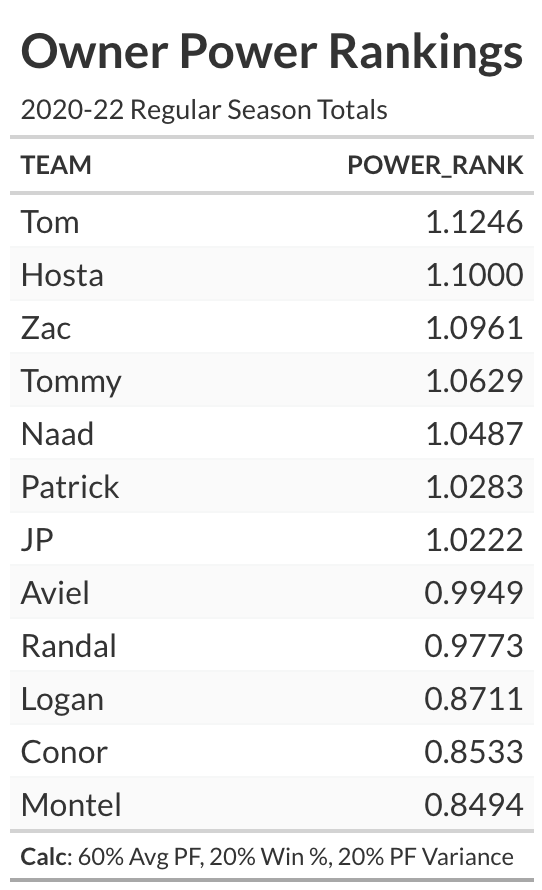 Owner Power Rankings
2020-22 Regular Season Totals
TEAM POWER_RANK
Tom 1.1246
Hosta 1.1000
Zac 1.0961
Tommy 1.0629
Naad 1.0487
Patrick 1.0283
JP 1.0222
Aviel 0.9949
Randal 0.9773
Logan 0.8711
Conor 0.8533
Montel 0.8494
Calc: 60% Avg PF, 20% Win %, 20% PF Variance